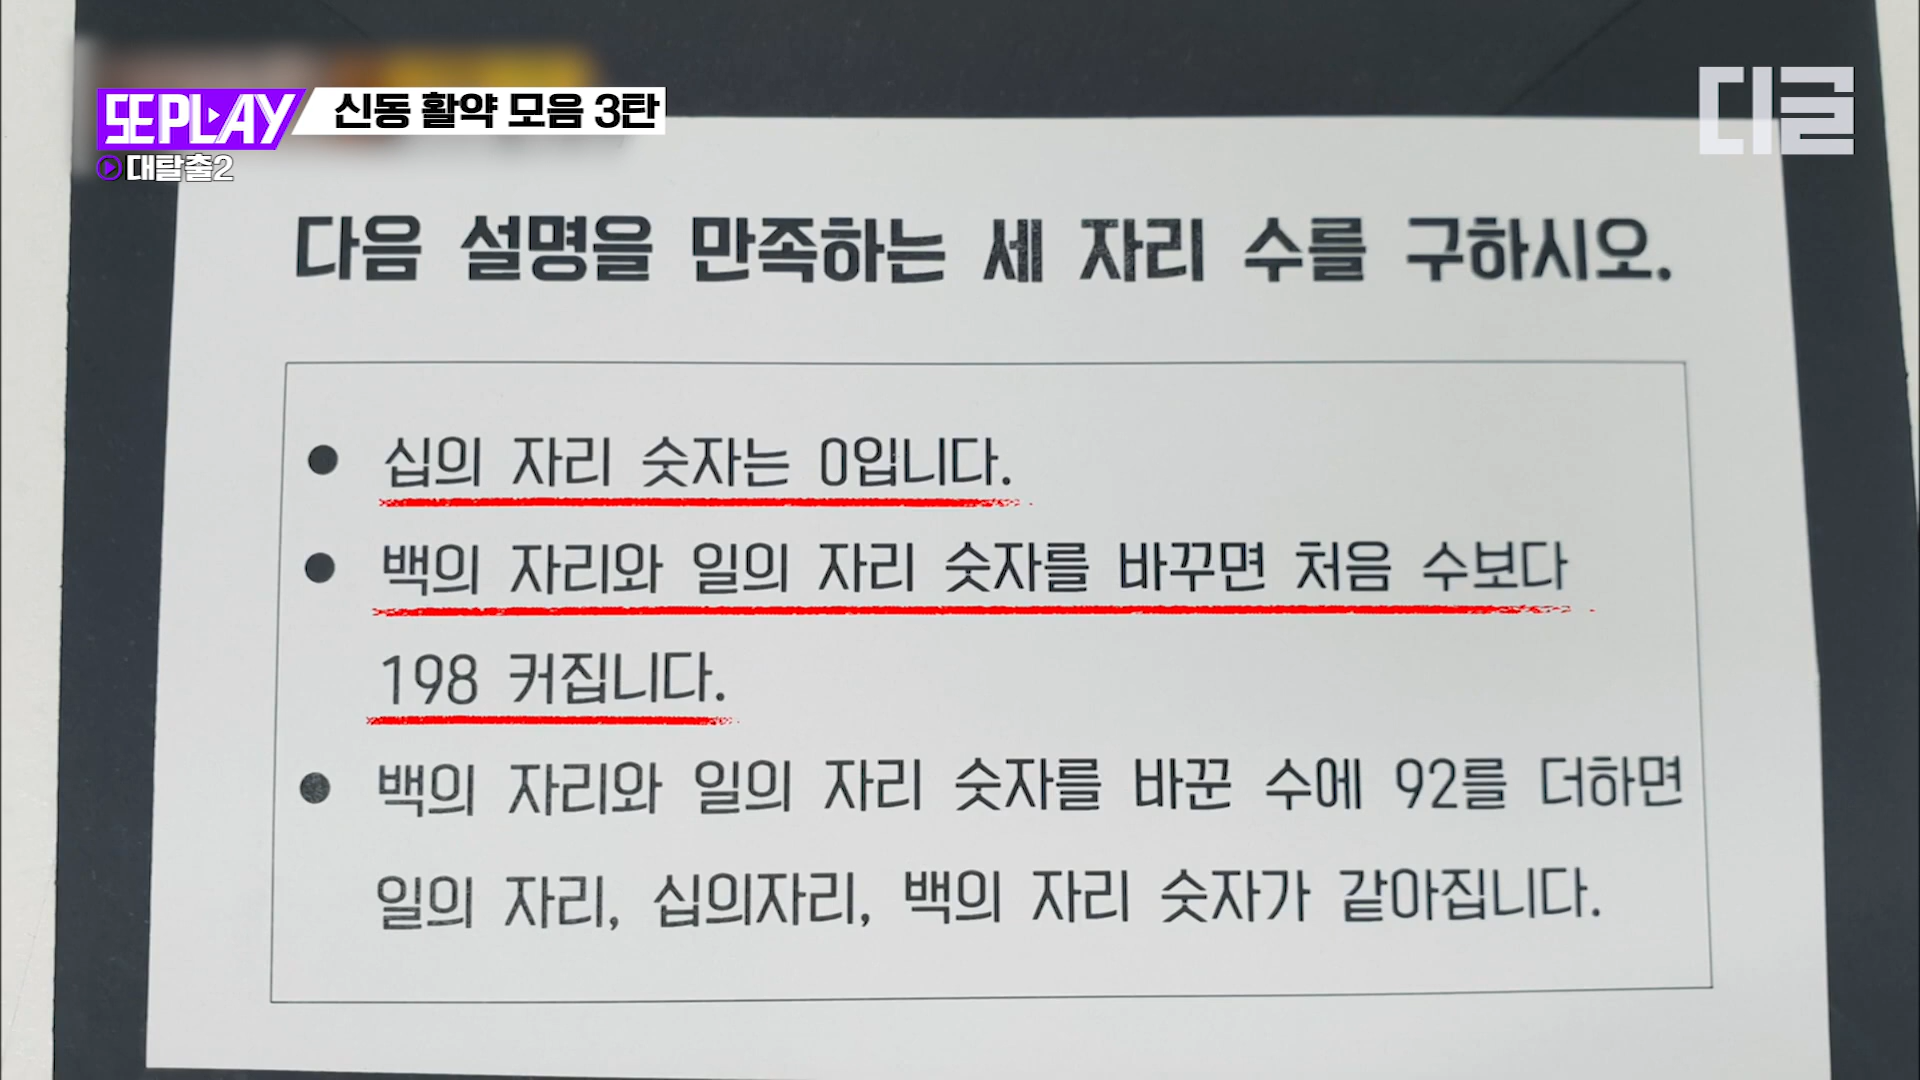 또PLAY 신동 활약 모음 3탄
대탈출2
디글
다음 설명을 만족하는 세 자리 수를 구하시오.
● 십의 자리 숫자는 0입니다.
● 백의 자리와 일의 자리 숫자를 바꾸면 처음 수보다
198 커집니다.
● 백의 자리와 일의 자리 숫자를 바꾼 수에 92를 더하면
일의 자리, 십의자리, 백의 자리 숫자가 같아집니다.